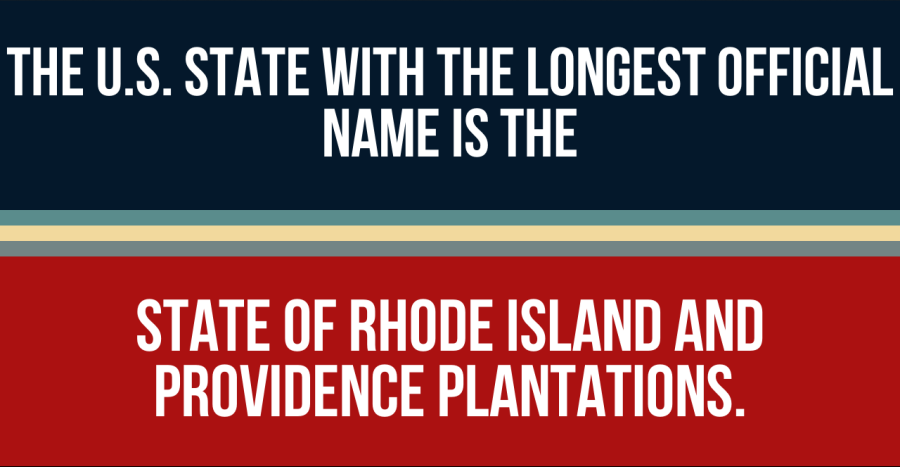 THE U.S. STATE WITH THE LONGEST OFFICIAL
NAME IS THE
STATE OF RHODE ISLAND AND
PROVIDENCE PLANTATIONS.